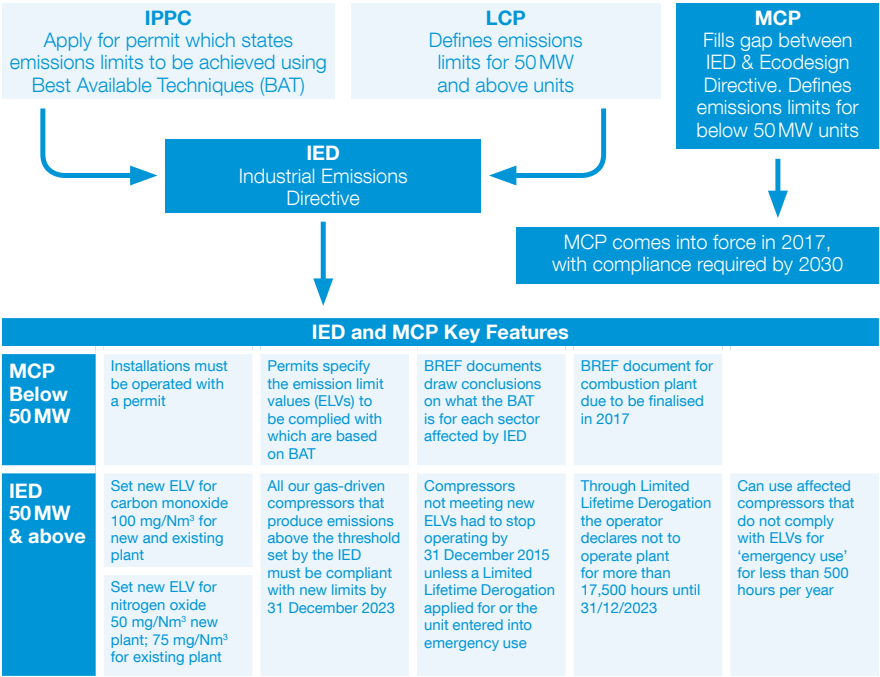 IPPC
Apply for permit which states
emissions limits to be achieved using
Best Available Techniques (BAT)
LCP
Defines emissions
limits for 50 MW
and above units
MCP
Fills gap between
IED & Ecodesign
Directive. Defines
emissions limits for
below 50 MW units
IED
Industrial Emissions
Directive
MCP comes into force in 2017,
with compliance required by 2030
IED and MCP Key Features
MCP
Below
50 MW
Installations must
be operated with
a permit
Permits specify
the emission limit
values (ELVs) to
be complied with
which are based
on BAT
BREF documents
draw conclusions
on what the BAT
is for each sector
affected by IED
BREF document for
combustion plant
due to be finalised
in 2017
IED
50 MW
& above
Set new ELV for
carbon monoxide
100 mg/Nm³ for
new and existing
plant
Set new ELV for
nitrogen oxide
50 mg/Nm³ new
plant; 75 mg/Nm³
for existing plant
All our gas-driven
compressors that
produce emissions
above the threshold
set by the IED
must be compliant
with new limits by
31 December 2023
Compressors
not meeting new
ELVs had to stop
operating by
31 December 2015
unless a Limited
Lifetime Derogation
applied for or the
unit entered into
emergency use
Through Limited
Lifetime Derogation
the operator
declares not to
operate plant
for more than
17,500 hours until
31/12/2023
Can use affected
compressors that
do not comply
with ELVs for
‘emergency use’
for less than 500
hours per year